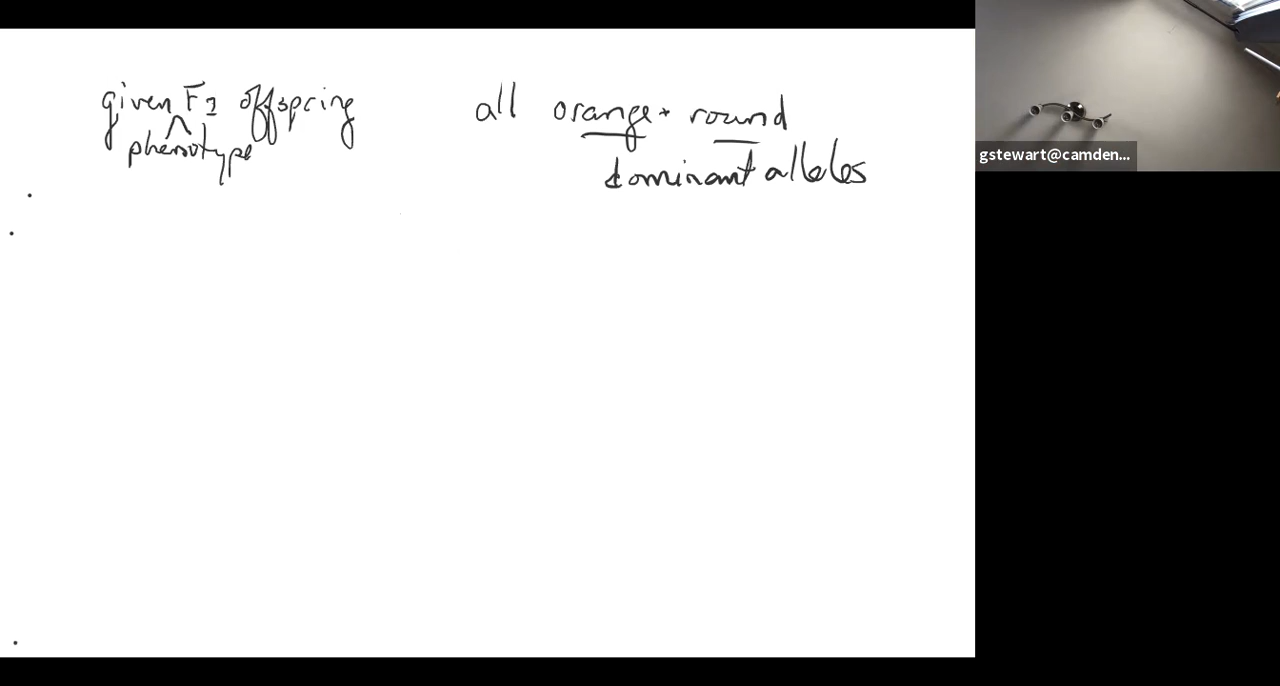 given F1 offspring all orange + round
phenotype
dominant alleles
gstewart@camden...